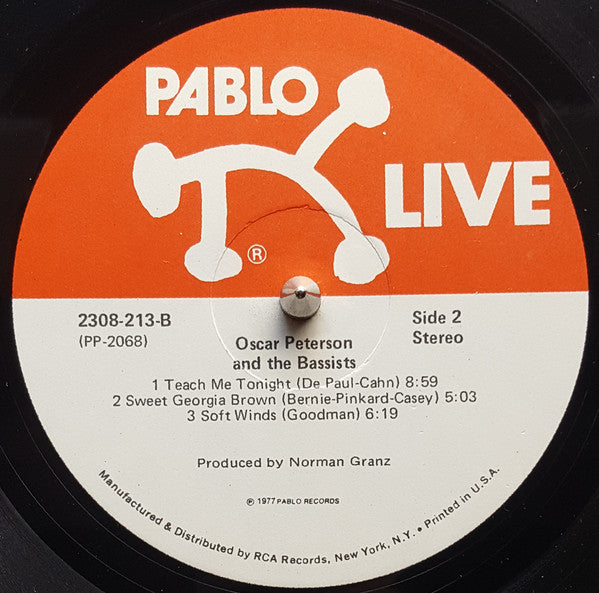 PABLO
LIVE
®
2308-213-B
(PP-2068)
Side 2
Stereo
Oscar Peterson
and the Bassists
1 Teach Me Tonight (De Paul-Cahn) 8:59
2 Sweet Georgia Brown (Bernie-Pinkard-Casey) 5:03
3 Soft Winds (Goodman) 6:19
Produced by Norman Granz
℗ 1977 PABLO RECORDS
Manufactured & Distributed by RCA Records, New York, N.Y. • Printed in U.S.A.